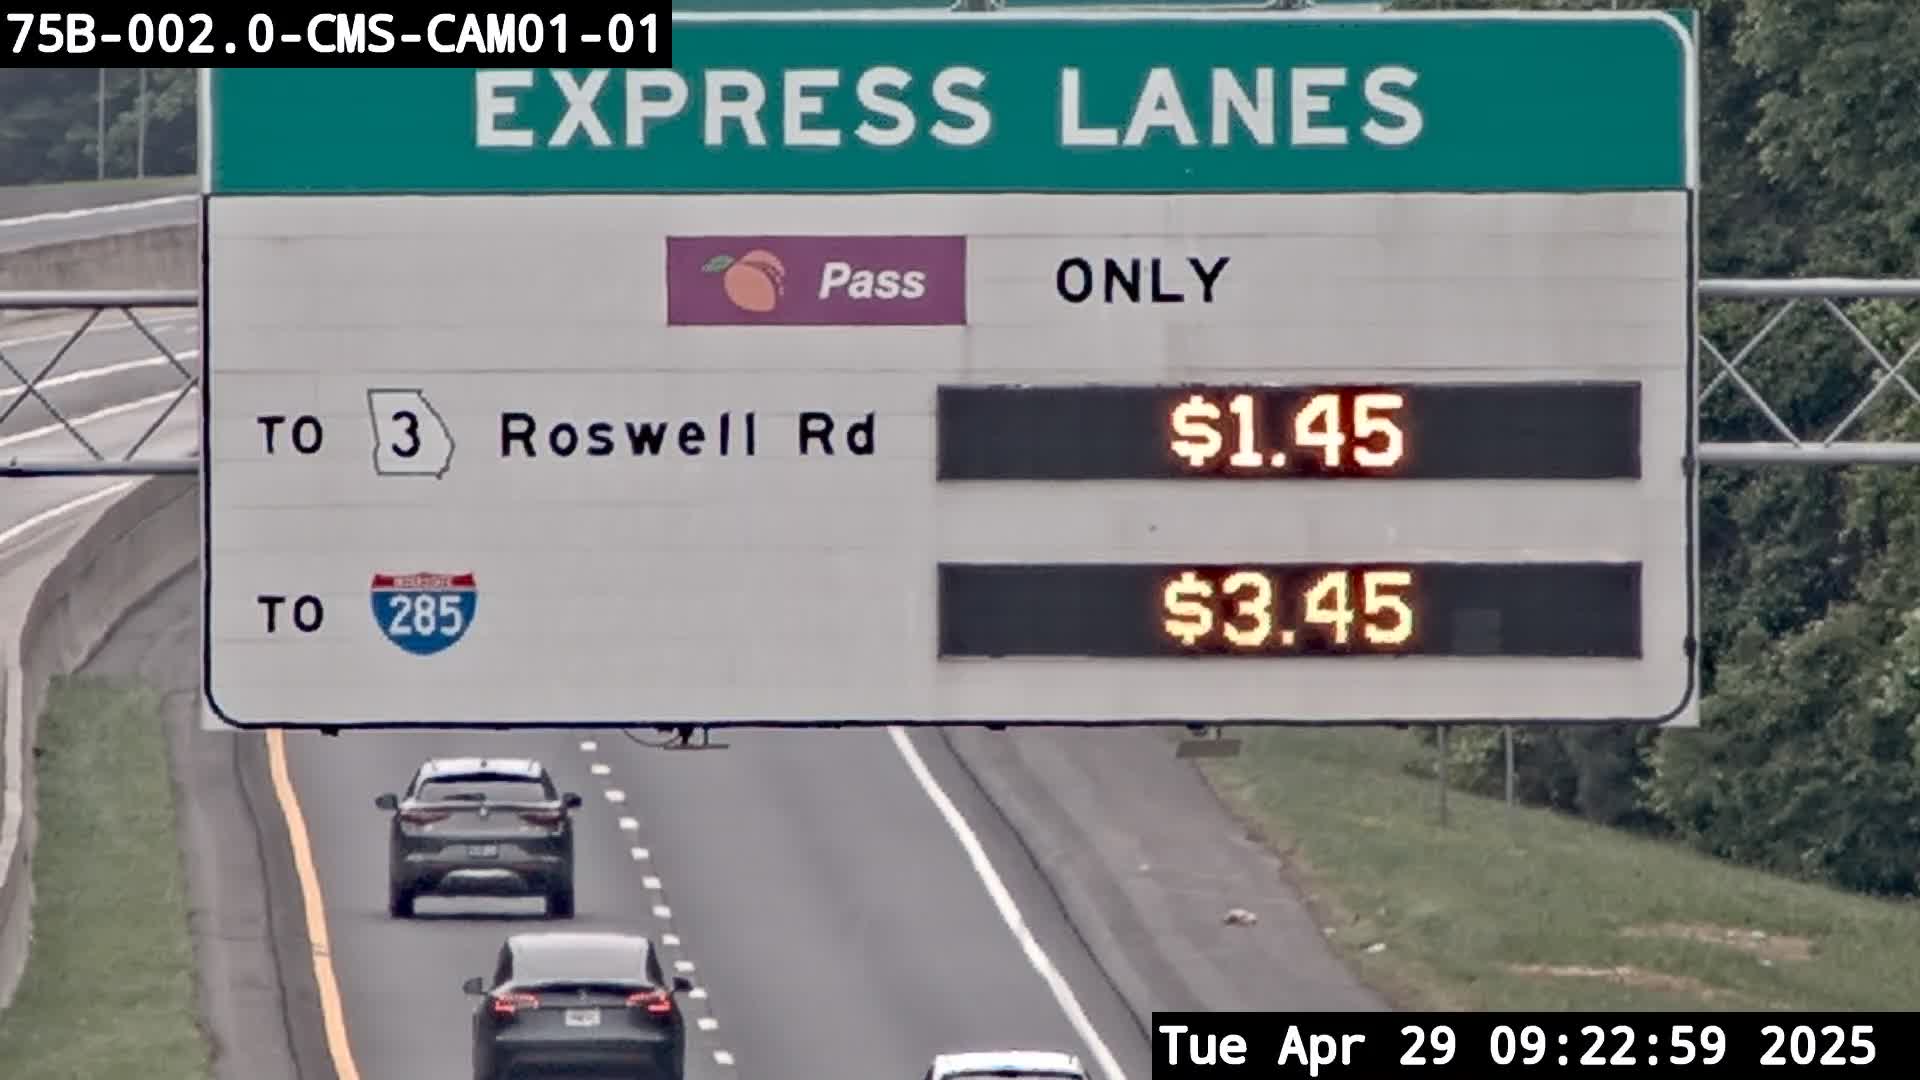 75B-002.0-CMS-CAM01-01
EXPRESS LANES
Pass ONLY
TO 3 Roswell Rd $1.45
TO 285 $3.45
Tue Apr 29 09:22:59 2025